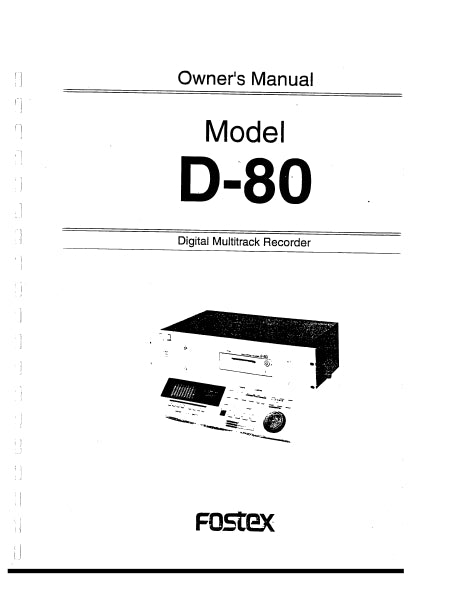 Owner's Manual
Model
D-80
Digital Multitrack Recorder
Fostex